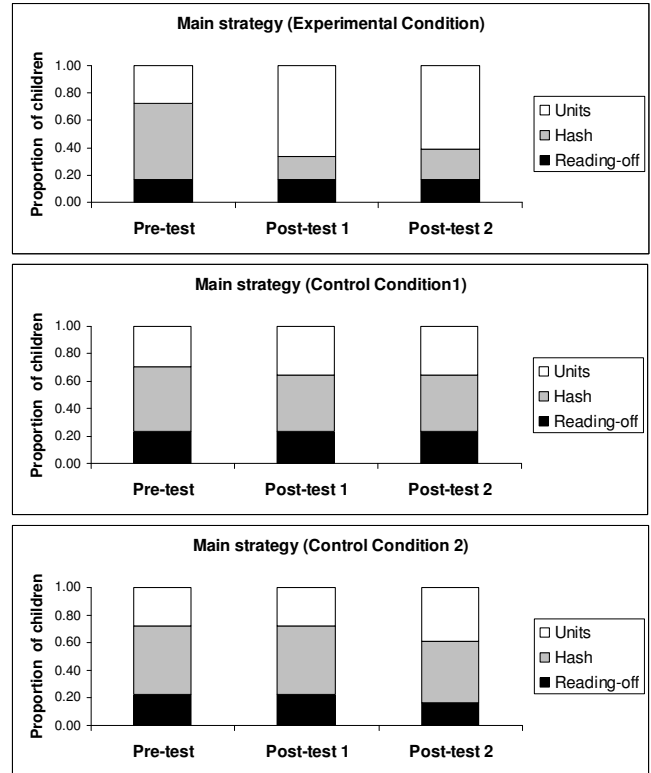 Main strategy (Experimental Condition)
Proportion of children
1.00
0.80
0.60
0.40
0.20
0.00
Pre-test Post-test 1 Post-test 2
Units
Hash
Reading-off
Main strategy (Control Condition1)
Proportion of children
1.00
0.80
0.60
0.40
0.20
0.00
Pre-test Post-test 1 Post-test 2
Units
Hash
Reading-off
Main strategy (Control Condition 2)
Proportion of children
1.00
0.80
0.60
0.40
0.20
0.00
Pre-test Post-test 1 Post-test 2
Units
Hash
Reading-off